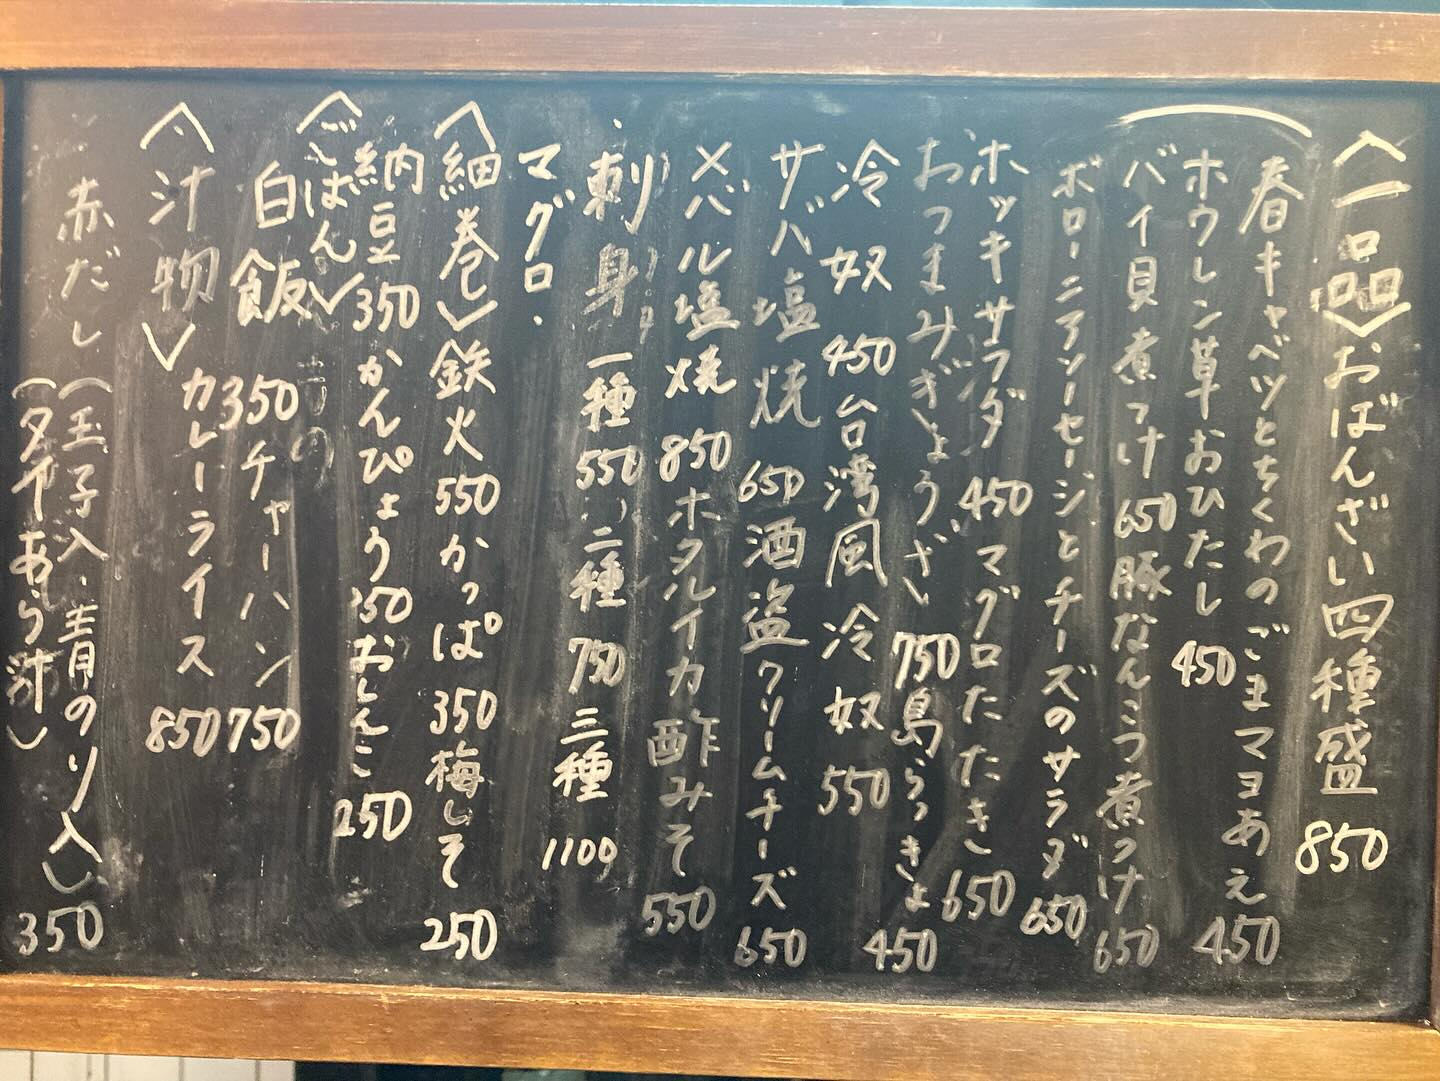 〈一品〉おばんざい四種盛 850
春キャベツとちくわのごまマヨあえ 450
ホウレン草おひたし 450
バイ貝煮つけ 650 豚なんこつ煮つけ 650
ボローニアソーセージとチーズのサラダ 650
ホッキサラダ 450 マグロたたき 650
おつまみぎょうざ 750 島らっきょ 450
冷奴 450 台湾風冷奴 550
サバ塩焼 650 酒盗クリームチーズ 650
メバル塩焼 850 ホタルイカ酢みそ 550
刺身 一種 550 二種 750 三種 1100
マグロ
〈細巻〉鉄火 550 かっぱ 350 梅しそ 250
納豆 350 かんぴょう 350 おしんこ 250
〈ごはん〉
白飯 350 チャーハン 750
〈汁物〉カレーライス 850
赤だし(玉子入・青のり入) 350
(タイあら汁)